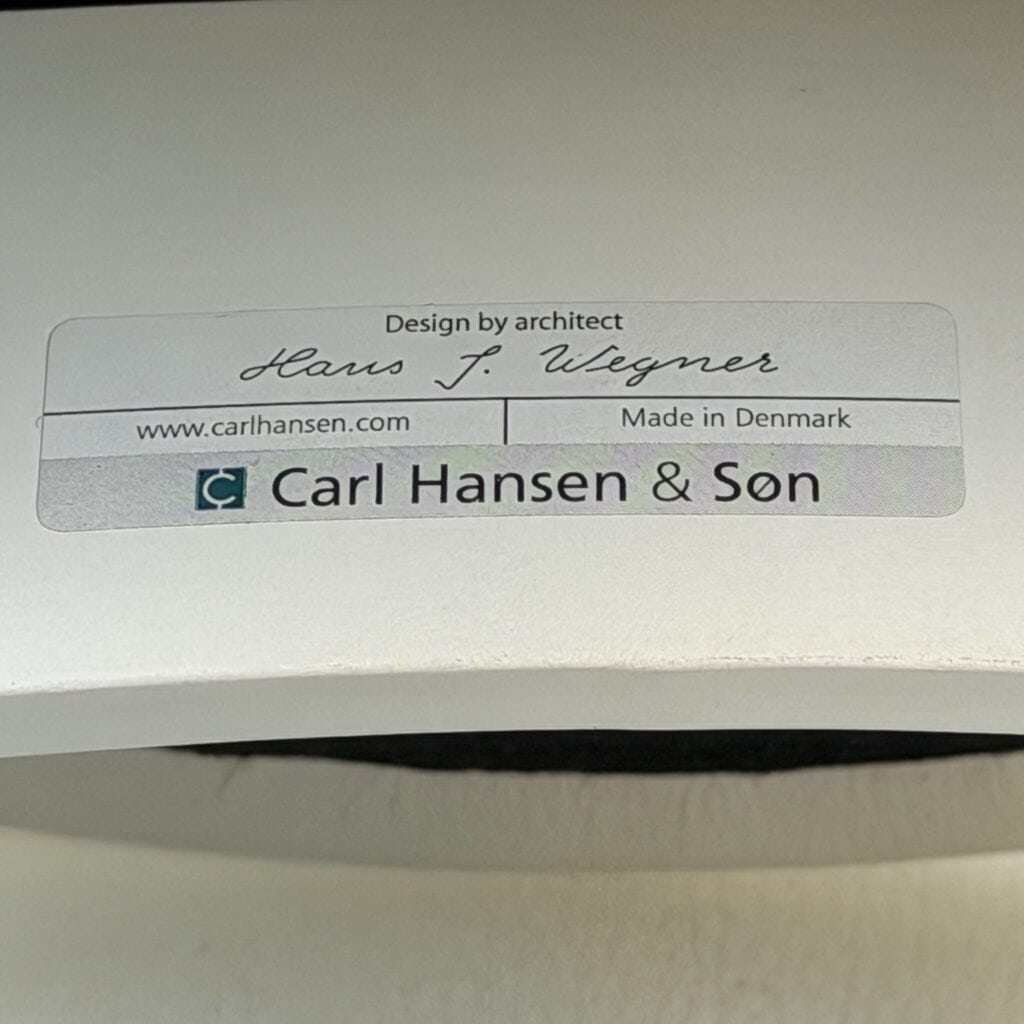 Design by architect
Hans J. Wegner
www.carlhansen.com
Made in Denmark
C Carl Hansen & Søn